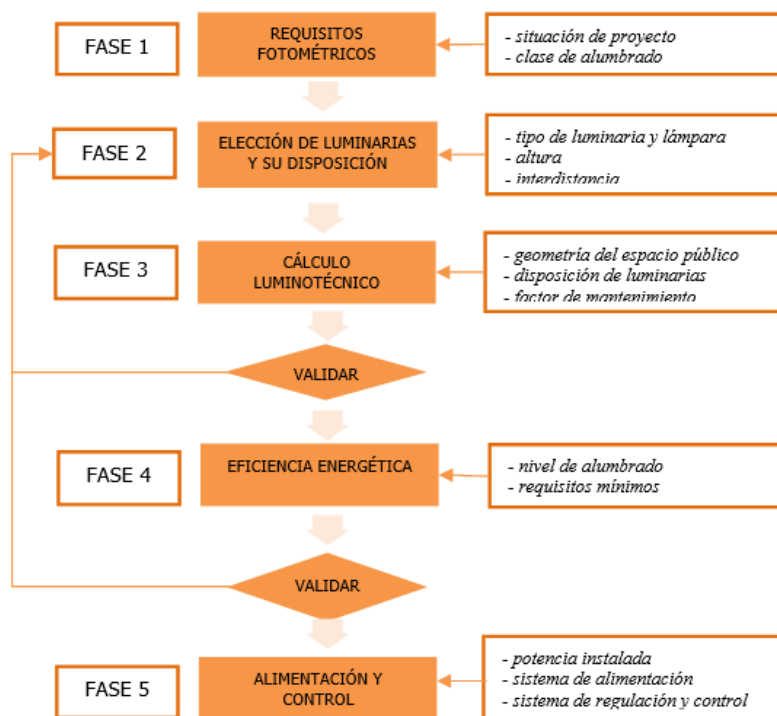 FASE 1
REQUISITOS
FOTOMÉTRICOS
- situación de proyecto
- clase de alumbrado
FASE 2
ELECCIÓN DE LUMINARIAS
Y SU DISPOSICIÓN
- tipo de luminaria y lámpara
- altura
- interdistancia
FASE 3
CÁLCULO
LUMINOTÉCNICO
- geometría del espacio público
- disposición de luminarias
- factor de mantenimiento
VALIDAR
FASE 4
EFICIENCIA ENERGÉTICA
- nivel de alumbrado
- requisitos mínimos
VALIDAR
FASE 5
ALIMENTACIÓN Y
CONTROL
- potencia instalada
- sistema de alimentación
- sistema de regulación y control